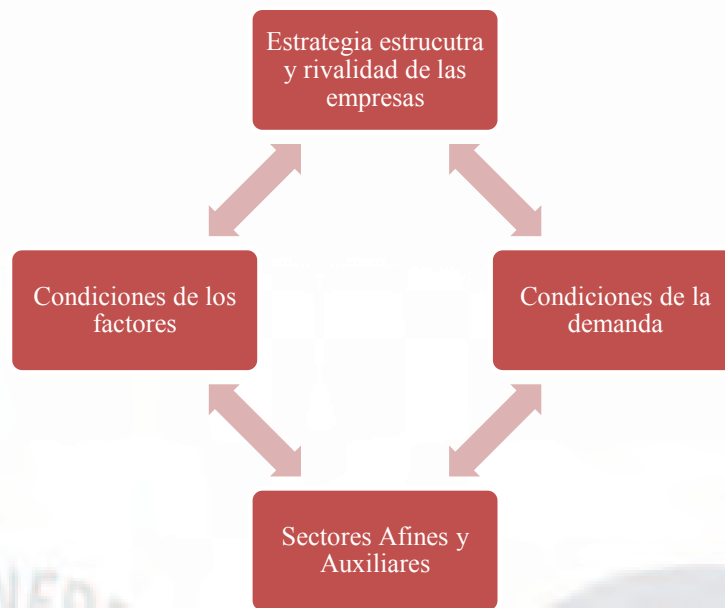 Estrategia estrucutra
y rivalidad de las
empresas
Condiciones de los
factores
Condiciones de la
demanda
Sectores Afines y
Auxiliares